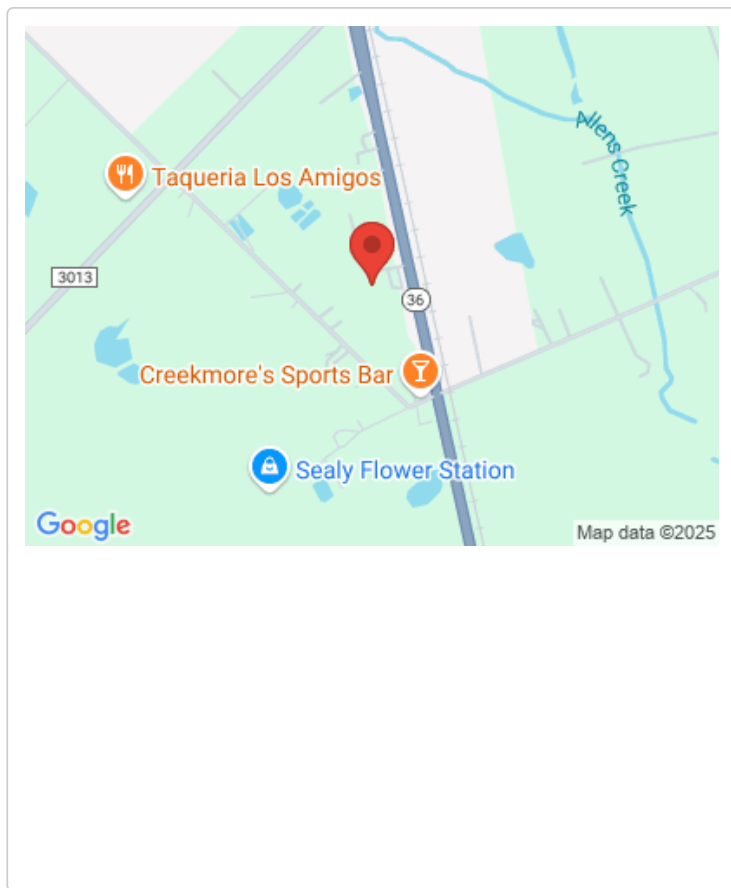 Allens Creek
Taqueria Los Amigos
3013
36
Creekmore's Sports Bar
Sealy Flower Station
Google
Map data ©2025